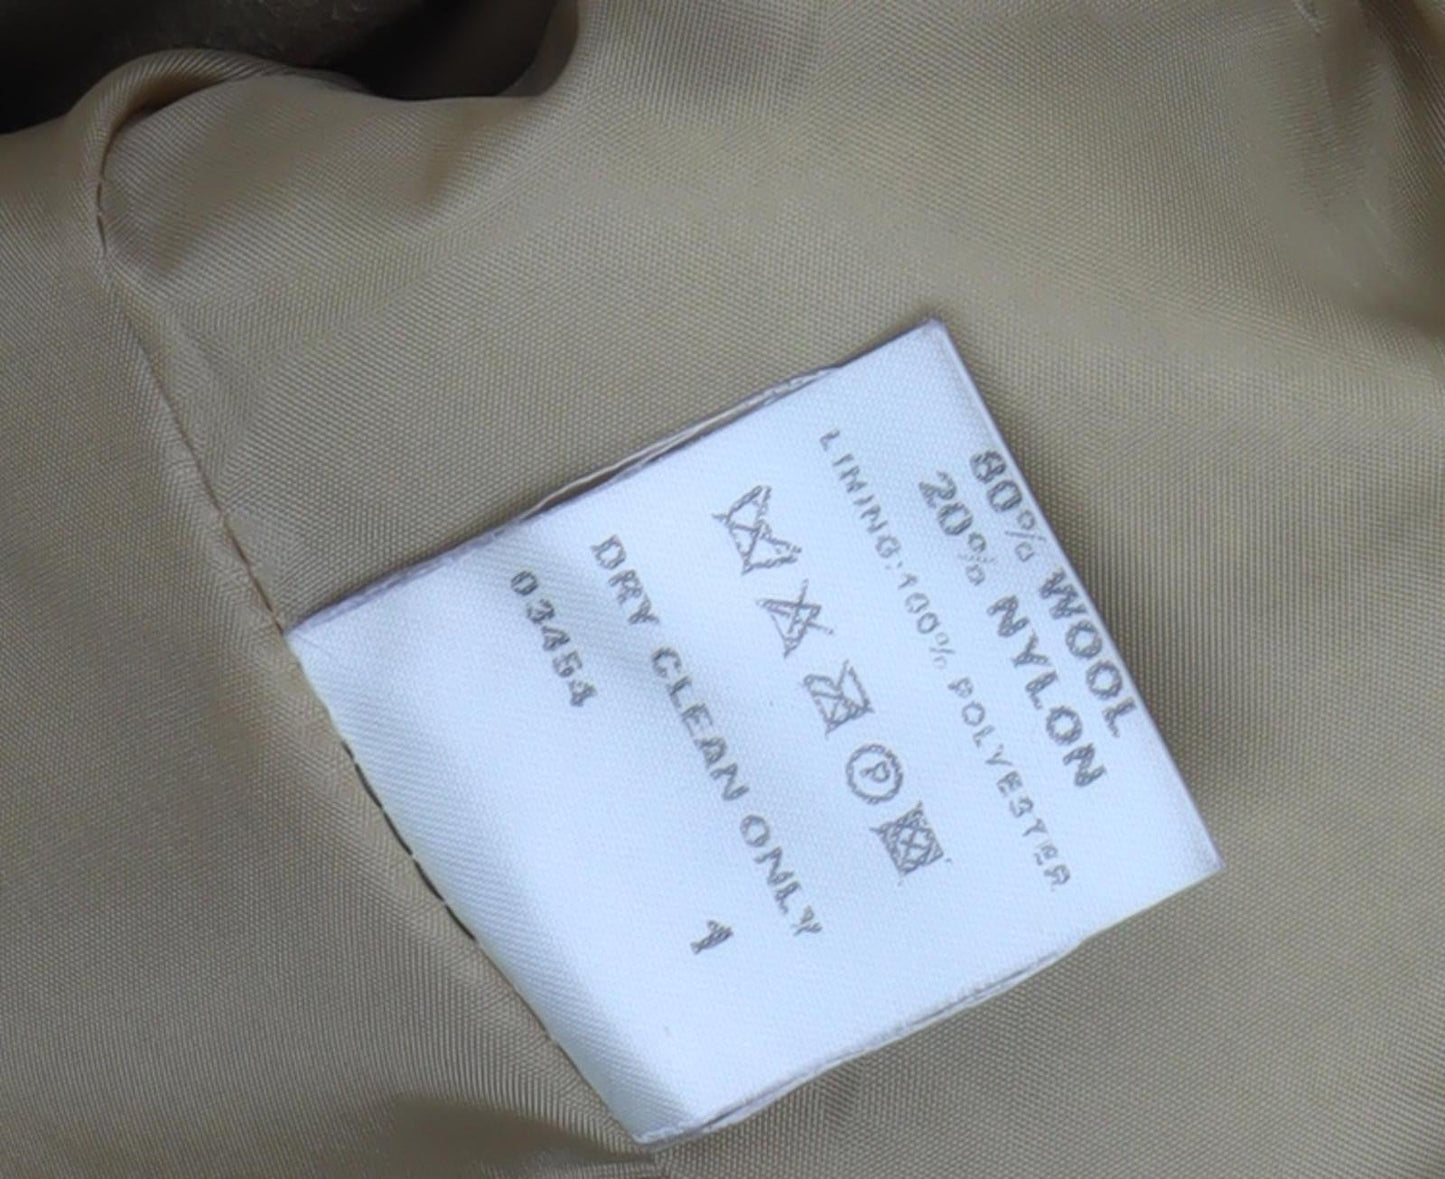 80% WOOL
20% NYLON
LINING:100% POLYESTER
P
DRY CLEAN ONLY
03454 1